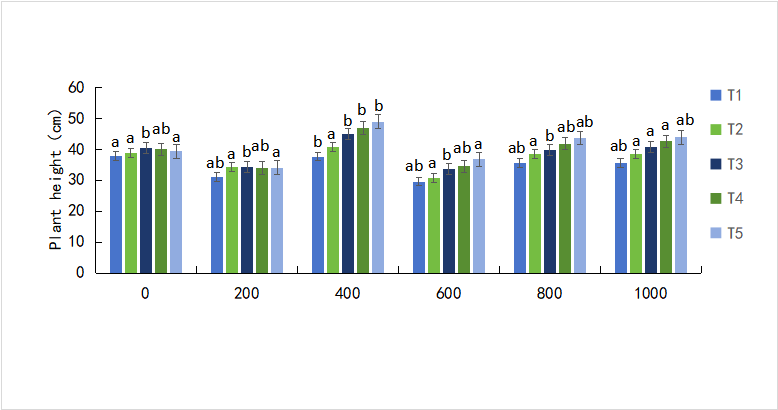 60
50
40
30
20
10
0
Plant height(cm)
a a b ab a
ab a b ab a
b a b b b
ab a b ab a
ab a b ab ab
ab a a a ab
0 200 400 600 800 1000
T1
T2
T3
T4
T5